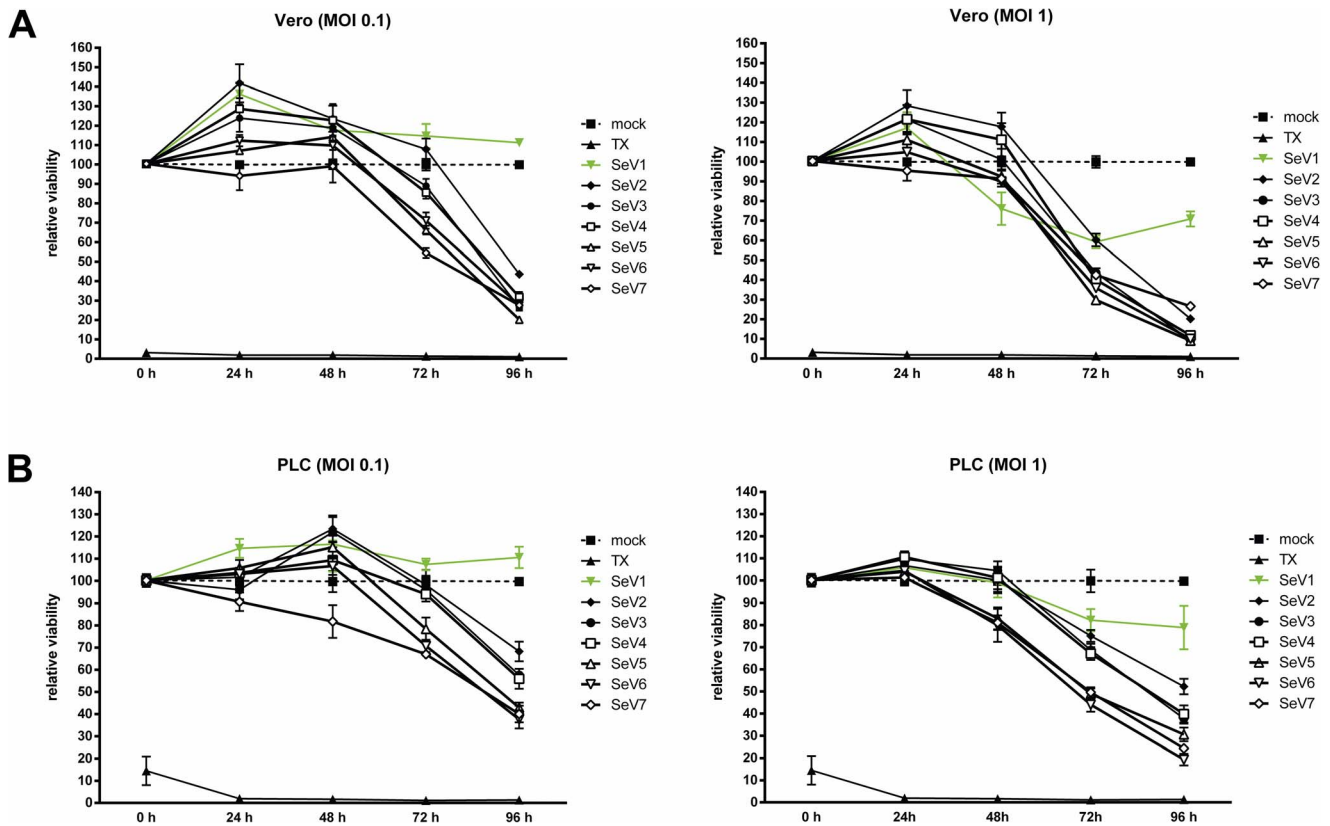 A
Vero (MOI 0.1)
relative viability
160
150
140
130
120
110
100
90
80
70
60
50
40
30
20
10
0
0 h
24 h
48 h
72 h
96 h
mock
TX
SeV1
SeV2
SeV3
SeV4
SeV5
SeV6
SeV7
Vero (MOI 1)
relative viability
160
150
140
130
120
110
100
90
80
70
60
50
40
30
20
10
0
0 h
24 h
48 h
72 h
96 h
mock
TX
SeV1
SeV2
SeV3
SeV4
SeV5
SeV6
SeV7
B
PLC (MOI 0.1)
relative viability
140
130
120
110
100
90
80
70
60
50
40
30
20
10
0
0 h
24 h
48 h
72 h
96 h
mock
TX
SeV1
SeV2
SeV3
SeV4
SeV5
SeV6
SeV7
PLC (MOI 1)
relative viability
140
130
120
110
100
90
80
70
60
50
40
30
20
10
0
0 h
24h
48 h
72h
96 h
mock
TX
SeV1
SeV2
SeV3
SeV4
SeV5
SeV6
SeV7